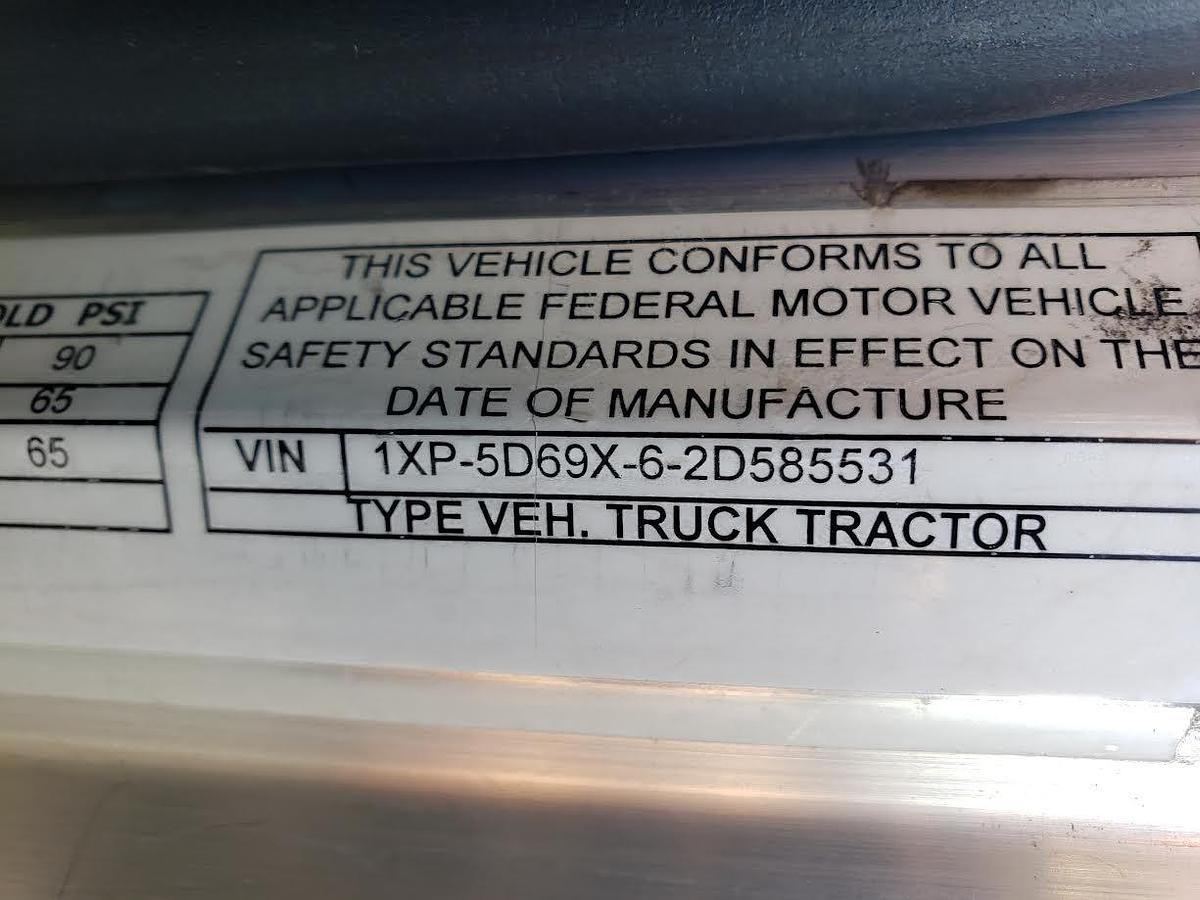 OLD PSI
90
65
65
THIS VEHICLE CONFORMS TO ALL
APPLICABLE FEDERAL MOTOR VEHICLE
SAFETY STANDARDS IN EFFECT ON THE
DATE OF MANUFACTURE
VIN 1XP-5D69X-6-2D585531
TYPE VEH. TRUCK TRACTOR